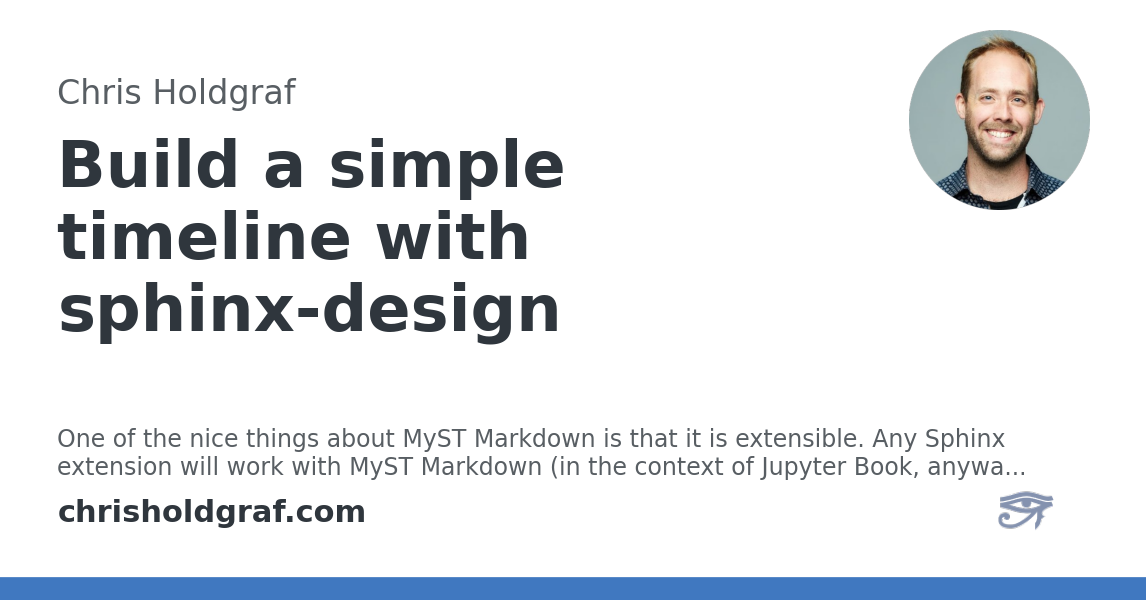 Chris Holdgraf
Build a simple
timeline with
sphinx-design
One of the nice things about MyST Markdown is that it is extensible. Any Sphinx
extension will work with MyST Markdown (in the context of Jupyter Book, anywa...
chrisholdgraf.com